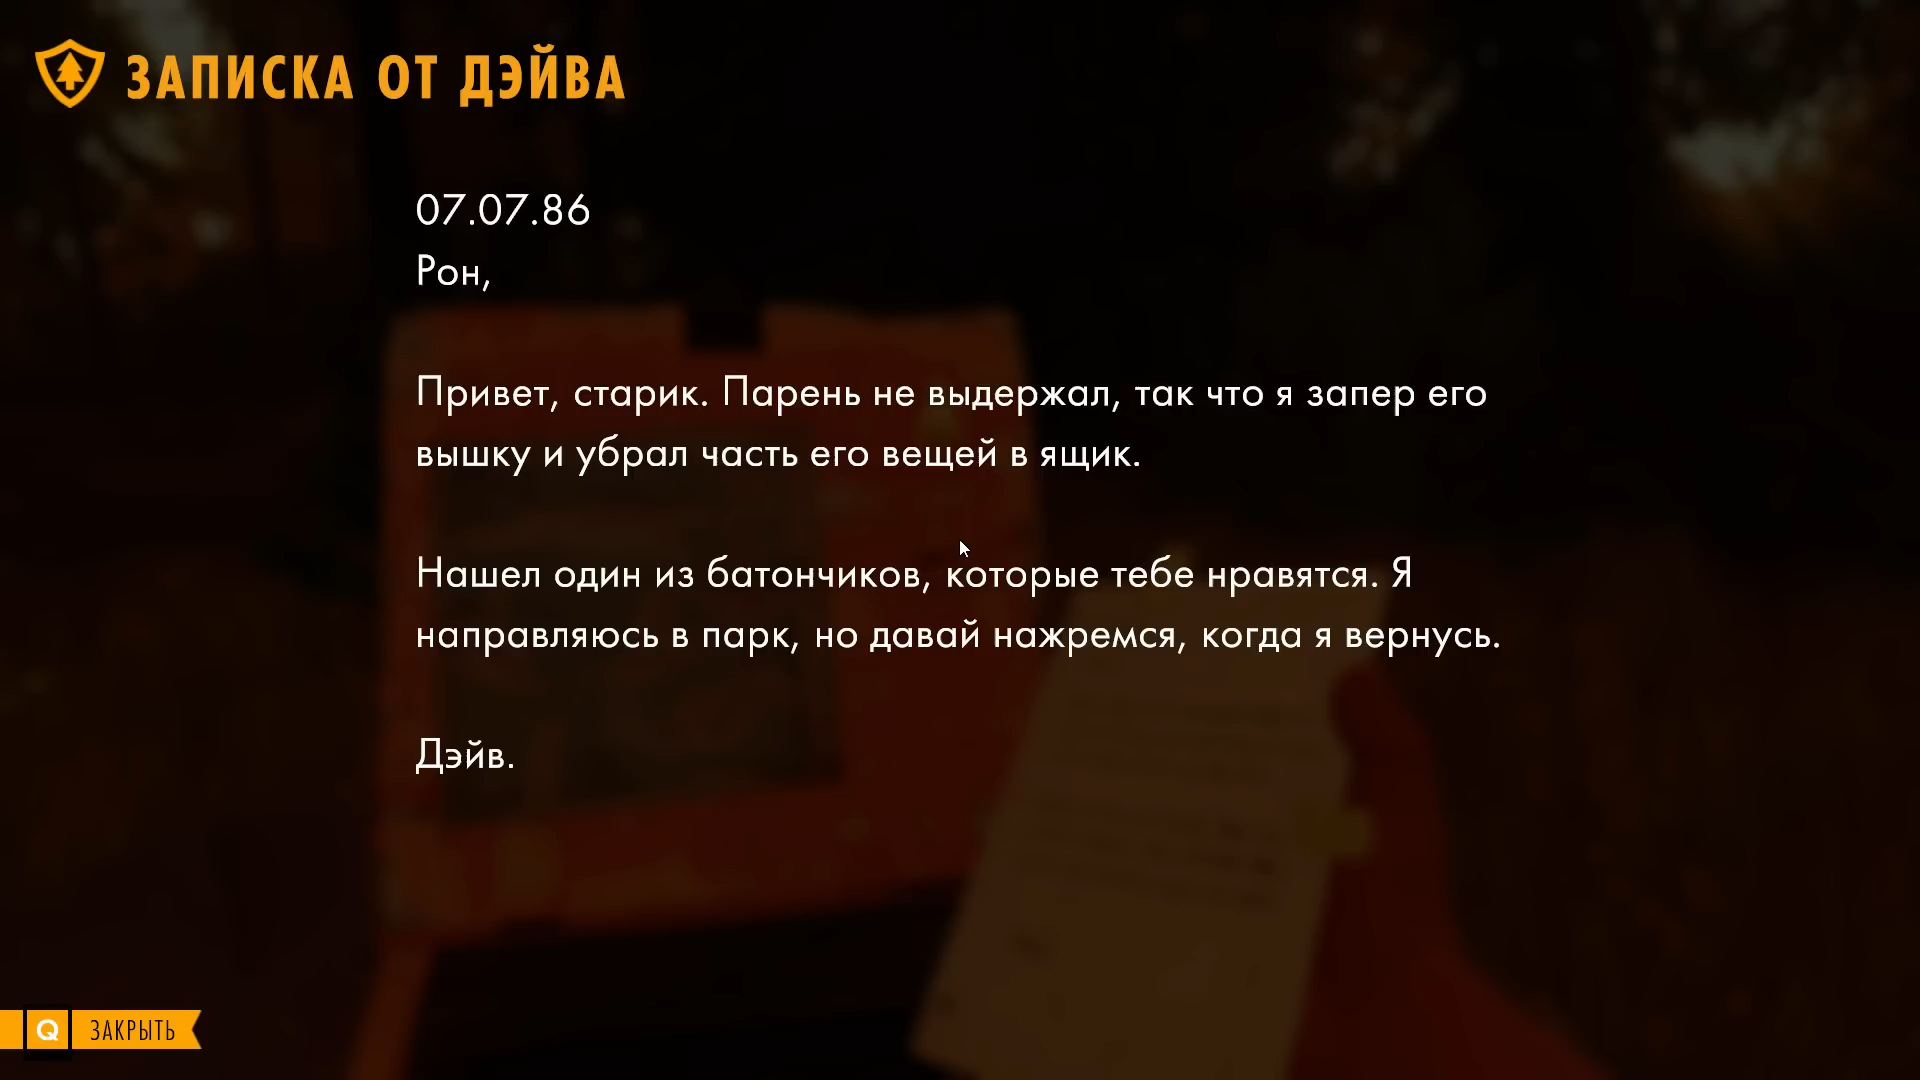 ЗАПИСКА ОТ ДЭЙВА
07.07.86
Рон,
Привет, старик. Парень не выдержал, так что я запер его
вышку и убрал часть его вещей в ящик.
Нашел один из батончиков, которые тебе нравятся. Я
направляюсь в парк, но давай нажремся, когда я вернусь.
Дэйв.
Q ЗАКРЫТЬ